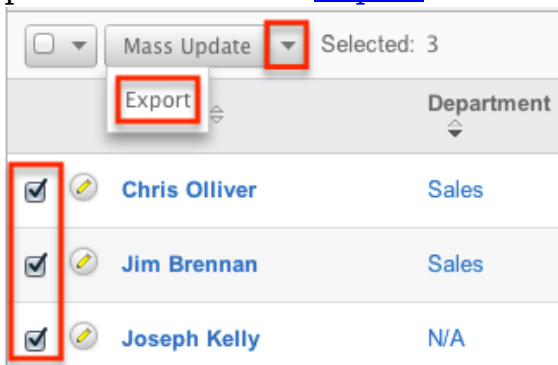 Mass Update Selected: 3
Export
Department
Chris Olliver Sales
Jim Brennan Sales
Joseph Kelly N/A